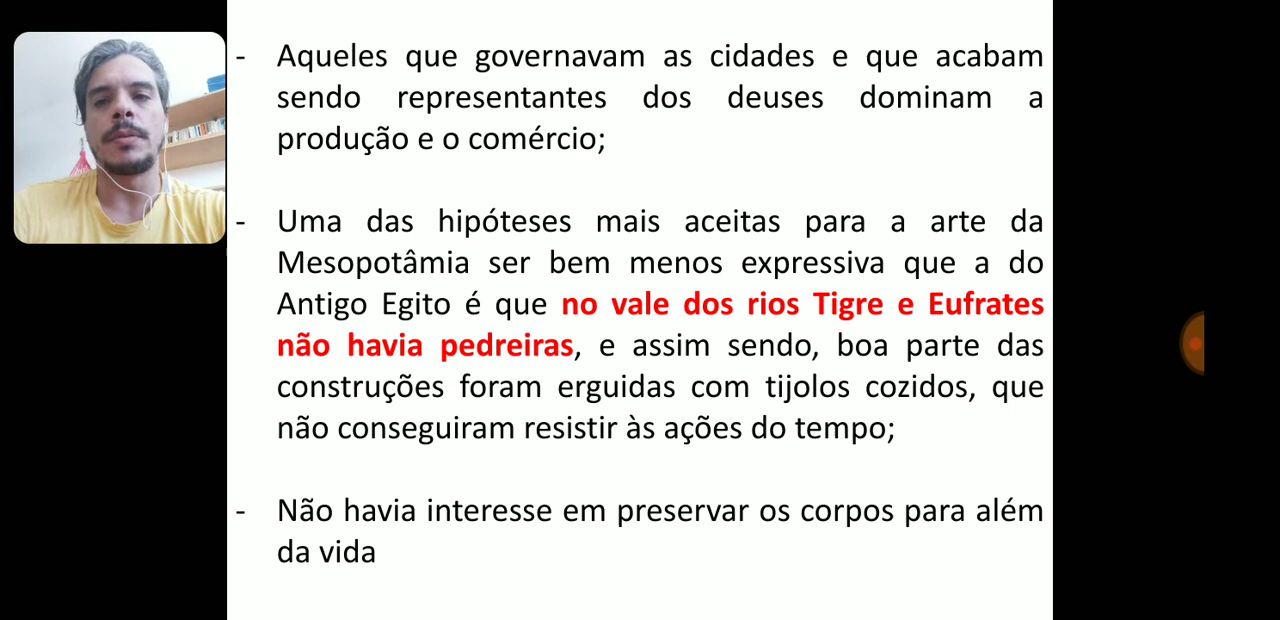 - Aqueles que governavam as cidades e que acabam
sendo representantes dos deuses dominam a
produção e o comércio;
- Uma das hipóteses mais aceitas para a arte da
Mesopotâmia ser bem menos expressiva que a do
Antigo Egito é que no vale dos rios Tigre e Eufrates
não havia pedreiras, e assim sendo, boa parte das
construções foram erguidas com tijolos cozidos, que
não conseguiram resistir às ações do tempo;
- Não havia interesse em preservar os corpos para além
da vida